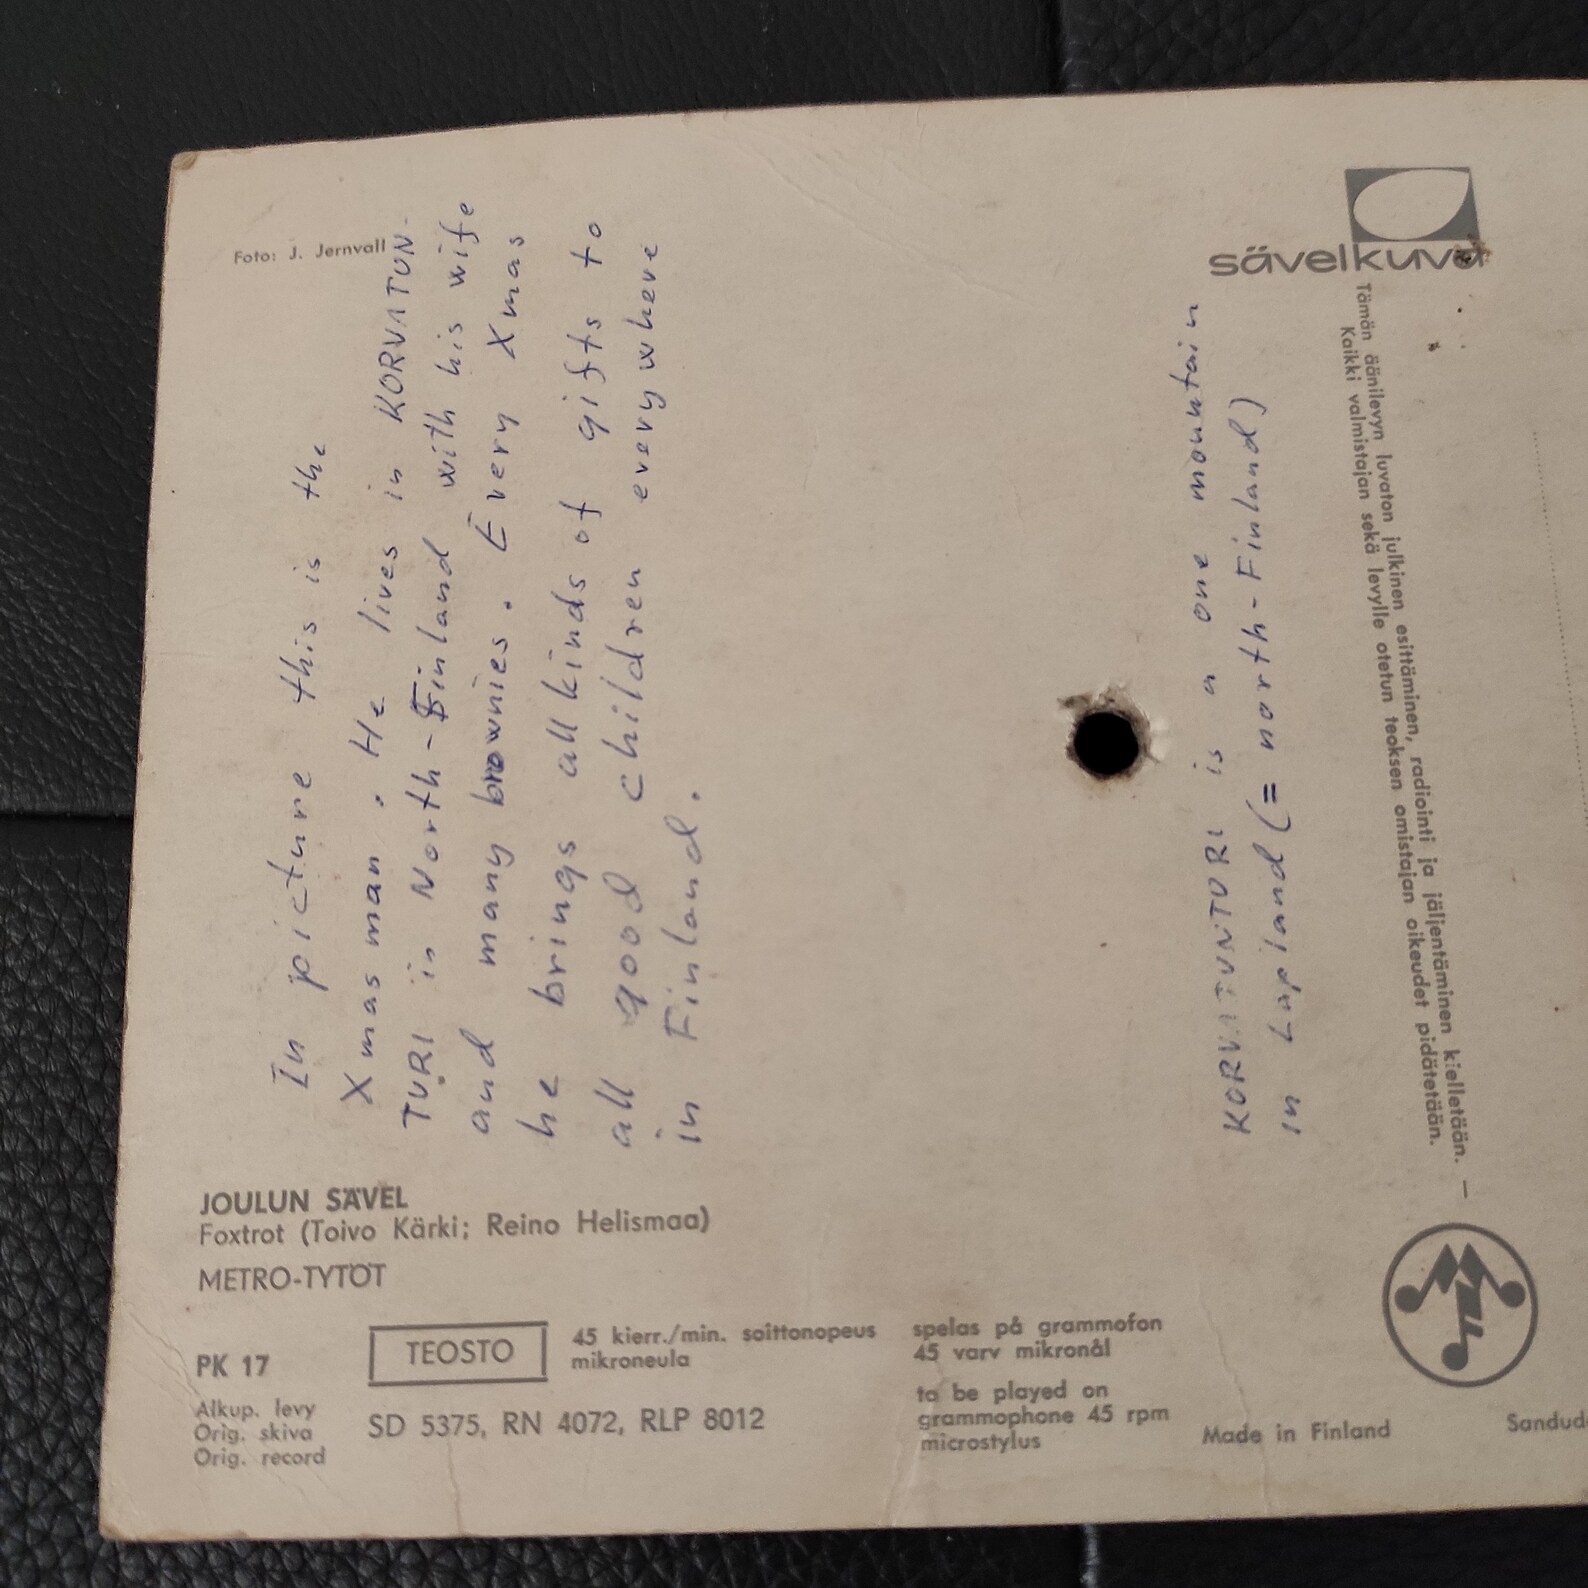 Foto: J. Jernvall
In picture this is the
Xmas man. He lives in KORVATUN-
TURI in North-Finland with his wife
and many brownies. Every Xmas
he brings all kinds of gifts to
all good children everywhere
in Finland.
KORVATUNTURI is a one mountain
in Lapland (= north-Finland)
sävelkuva
Tämän äänilevyn luvaton julkinen esittäminen, radiointi ja jäljentäminen kielletään. —
Kaikki valmistajan sekä levylle otetun teoksen omistajan oikeudet pidätetään.
JOULUN SÄVEL
Foxtrot (Toivo Kärki; Reino Helismaa)
METRO-TYTÖT
PK 17
TEOSTO
45 kierr./min. soittonopeus
mikroneula
spelas på grammofon
45 varv mikronål
Alkup. levy
Orig. skiva
Orig. record
SD 5375, RN 4072, RLP 8012
to be played on
grammophone 45 rpm
microstylus
Made in Finland